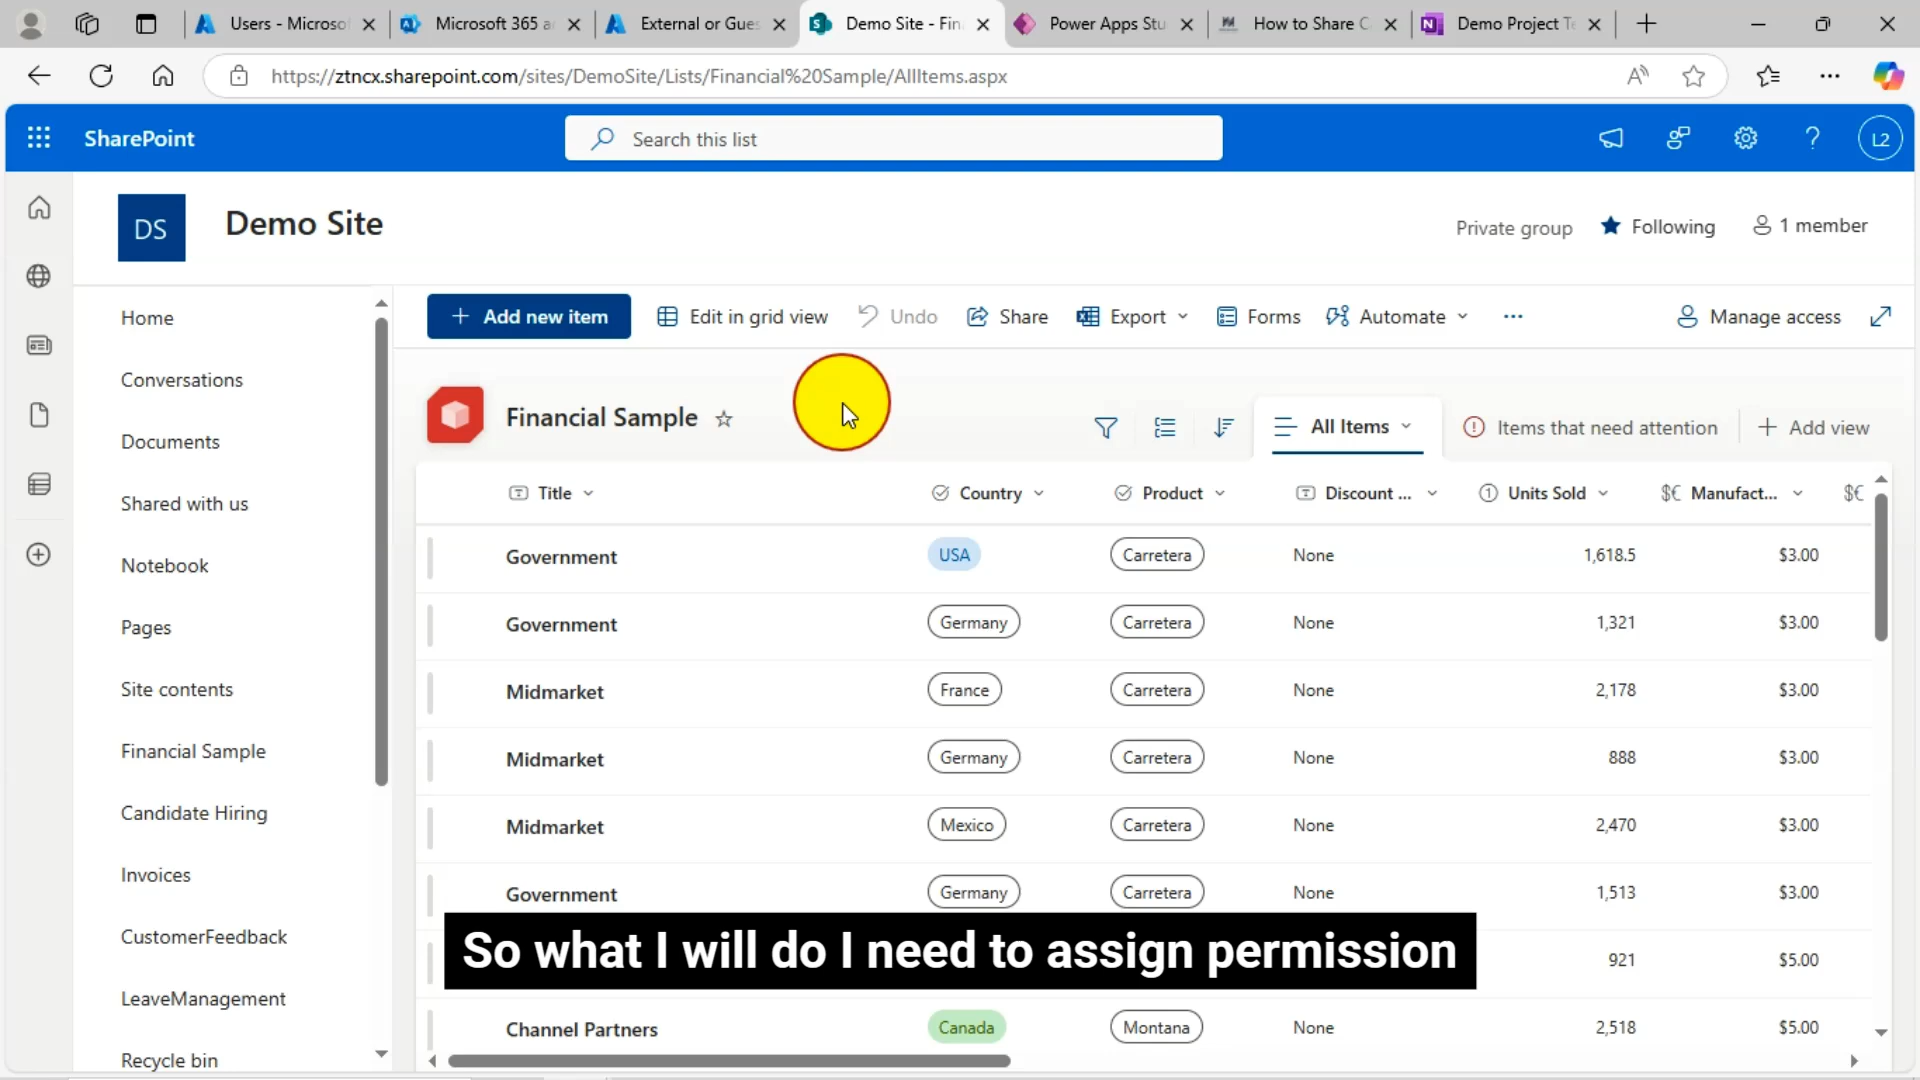 Users - Microsof
Microsoft 365 a
External or Gues
Demo Site - Fin
Power Apps Stu
How to Share C
Demo Project Te
https://ztncx.sharepoint.com/sites/DemoSite/Lists/Financial%20Sample/AllItems.aspx
SharePoint
Search this list
L2
DS
Demo Site
Private group
Following
1 member
Home
Conversations
Documents
Shared with us
Notebook
Pages
Site contents
Financial Sample
Candidate Hiring
Invoices
CustomerFeedback
LeaveManagement
Recycle bin
Add new item
Edit in grid view
Undo
Share
Export
Forms
Automate
Manage access
Financial Sample
All Items
Items that need attention
Add view
Title Country Product Discount ... Units Sold Manufact...
Government USA Carretera None 1,618.5 $3.00
Government Germany Carretera None 1,321 $3.00
Midmarket France Carretera None 2,178 $3.00
Midmarket Germany Carretera None 888 $3.00
Midmarket Mexico Carretera None 2,470 $3.00
Government Germany Carretera None 1,513 $3.00
921 $5.00
Channel Partners Canada Montana None 2,518 $5.00
So what I will do I need to assign permission